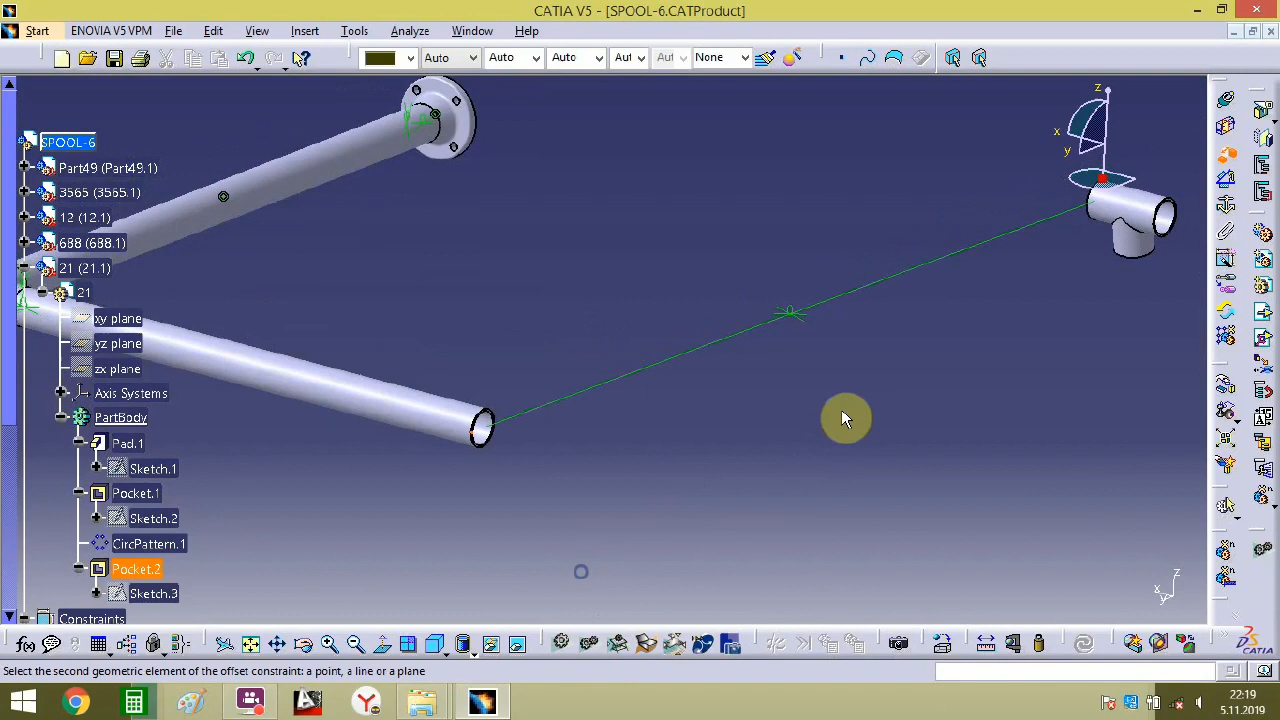 CATIA V5 - [SPOOL-6.CATProduct]
Start ENOVIA V5 VPM File Edit View Insert Tools Analyze Window Help
Auto Auto Auto Aut Aut None
z
x
y
SPOOL-6
Part49 (Part49.1)
3565 (3565.1)
12 (12.1)
688 (688.1)
21 (21.1)
21
xy plane
yz plane
zx plane
Axis Systems
PartBody
Pad.1
Sketch.1
Pocket.1
Sketch.2
CircPattern.1
Pocket.2
Sketch.3
Constraints
z
x
y
CATIA
Select the second geometric element of the offset constraint: a point, a line or a plane
22:19
5.11.2019